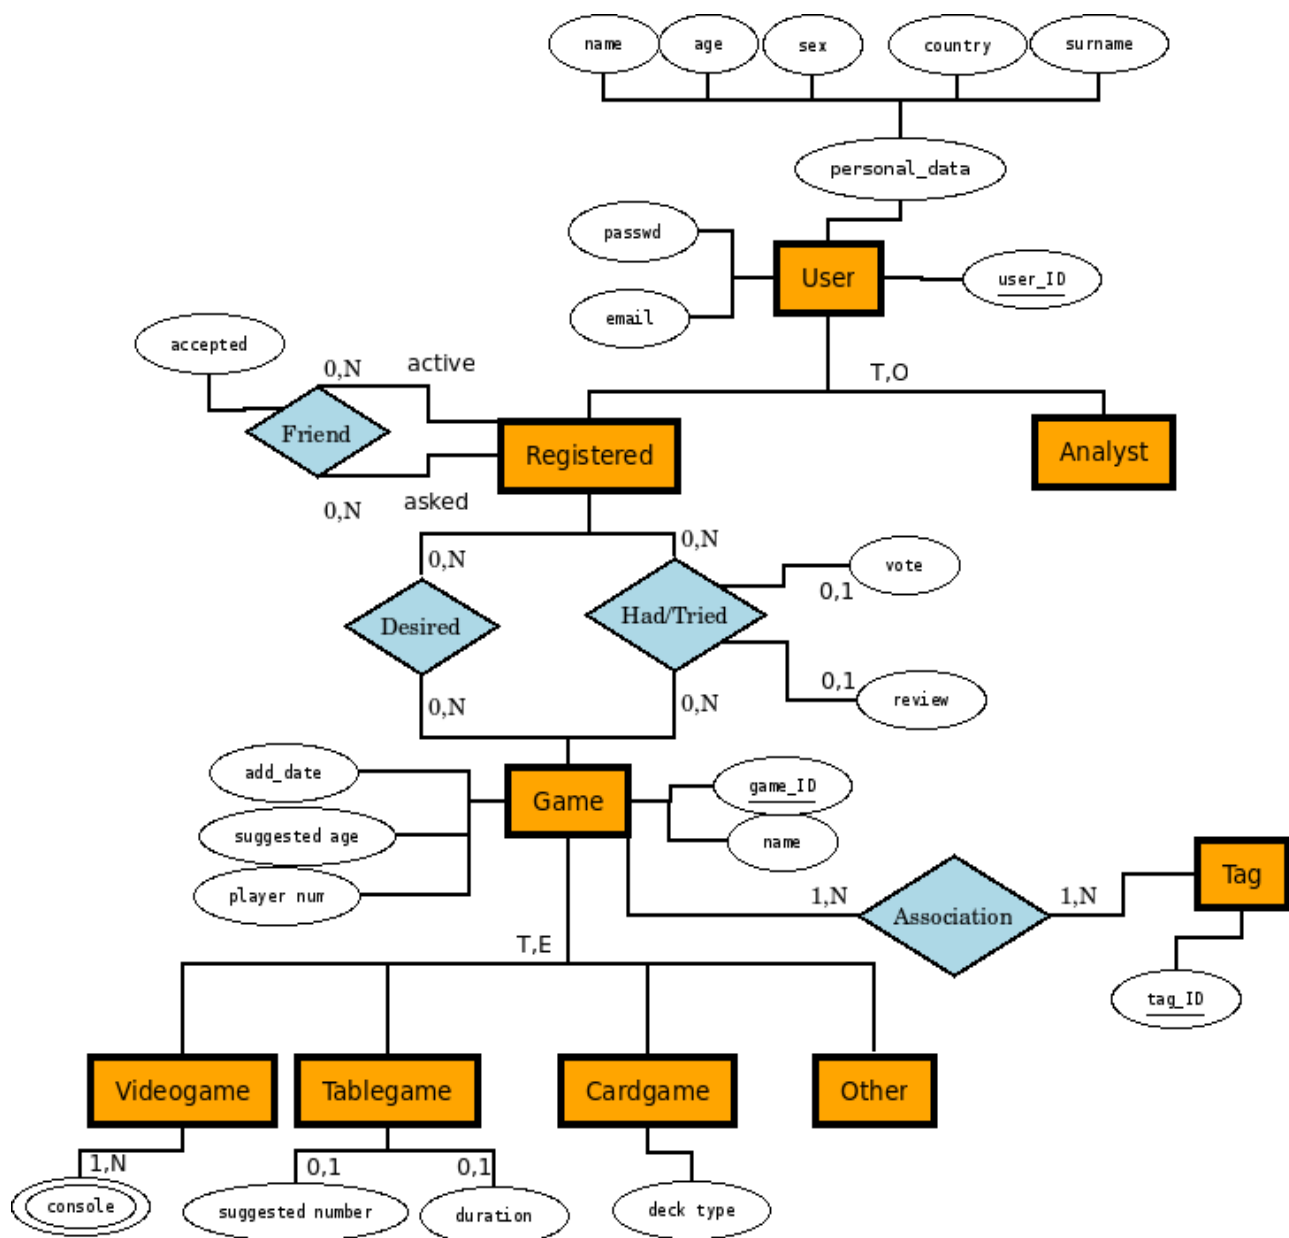 name
age
sex
country
surname
personal_data
passwd
User
user_ID
email
accepted
T,O
0,N
active
Friend
Registered
Analyst
0,N
asked
0,N
0,N
vote
0,1
Desired
Had/Tried
0,1
review
0,N
0,N
add_date
game_ID
Game
suggested age
name
player num
Tag
1,N
Association
1,N
T,E
tag_ID
Videogame
Tablegame
Cardgame
Other
1,N
0,1
0,1
console
suggested number
duration
deck type